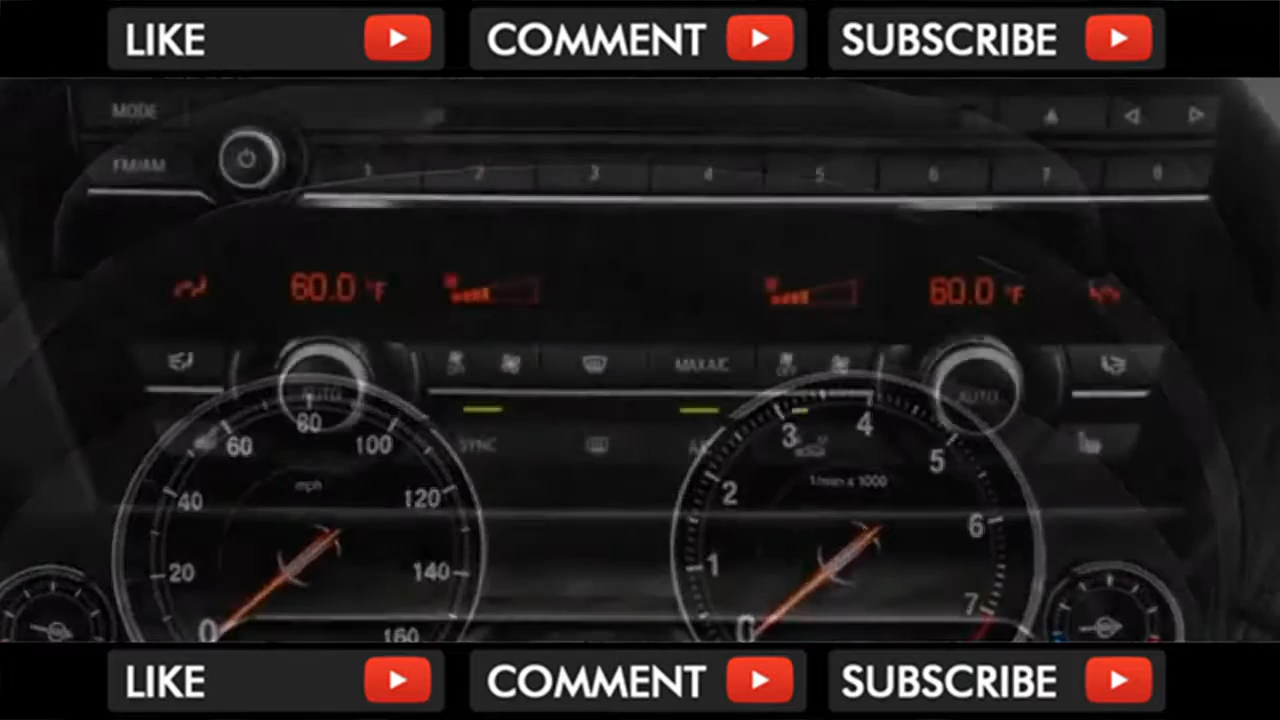 LIKE COMMENT SUBSCRIBE
MODE
FM/AM 1 2 3 4 5 6 7 8
60.0 °F 60.0 °F
OFF MAX A/C OFF
AUTO AUTO
SYNC
80 4
60 100 3 5
mph 1/min x 1000
40 120 2 6
20 140 1 7
0 160 0
LIKE COMMENT SUBSCRIBE